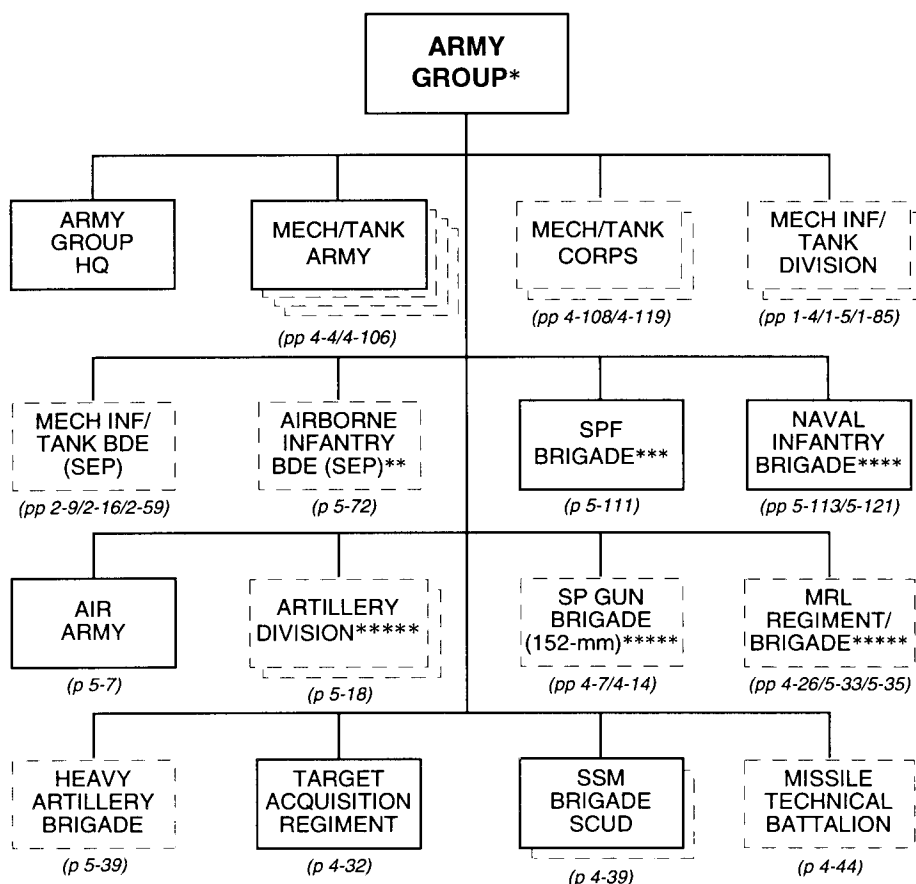 ARMY
GROUP*
ARMY
GROUP
HQ
MECH/TANK
ARMY
(pp 4-4/4-106)
MECH/TANK
CORPS
(pp 4-108/4-119)
MECH INF/
TANK
DIVISION
(pp 1-4/1-5/1-85)
MECH INF/
TANK BDE
(SEP)
(pp 2-9/2-16/2-59)
AIRBORNE
INFANTRY
BDE (SEP)**
(p 5-72)
SPF
BRIGADE***
(p 5-111)
NAVAL
INFANTRY
BRIGADE****
(pp 5-113/5-121)
AIR
ARMY
(p 5-7)
ARTILLERY
DIVISION*****
(p 5-18)
SP GUN
BRIGADE
(152-mm)*****
(pp 4-7/4-14)
MRL
REGIMENT/
BRIGADE*****
(pp 4-26/5-33/5-35)
HEAVY
ARTILLERY
BRIGADE
(p 5-39)
TARGET
ACQUISITION
REGIMENT
(p 4-32)
SSM
BRIGADE
SCUD
(p 4-39)
MISSILE
TECHNICAL
BATTALION
(p 4-44)